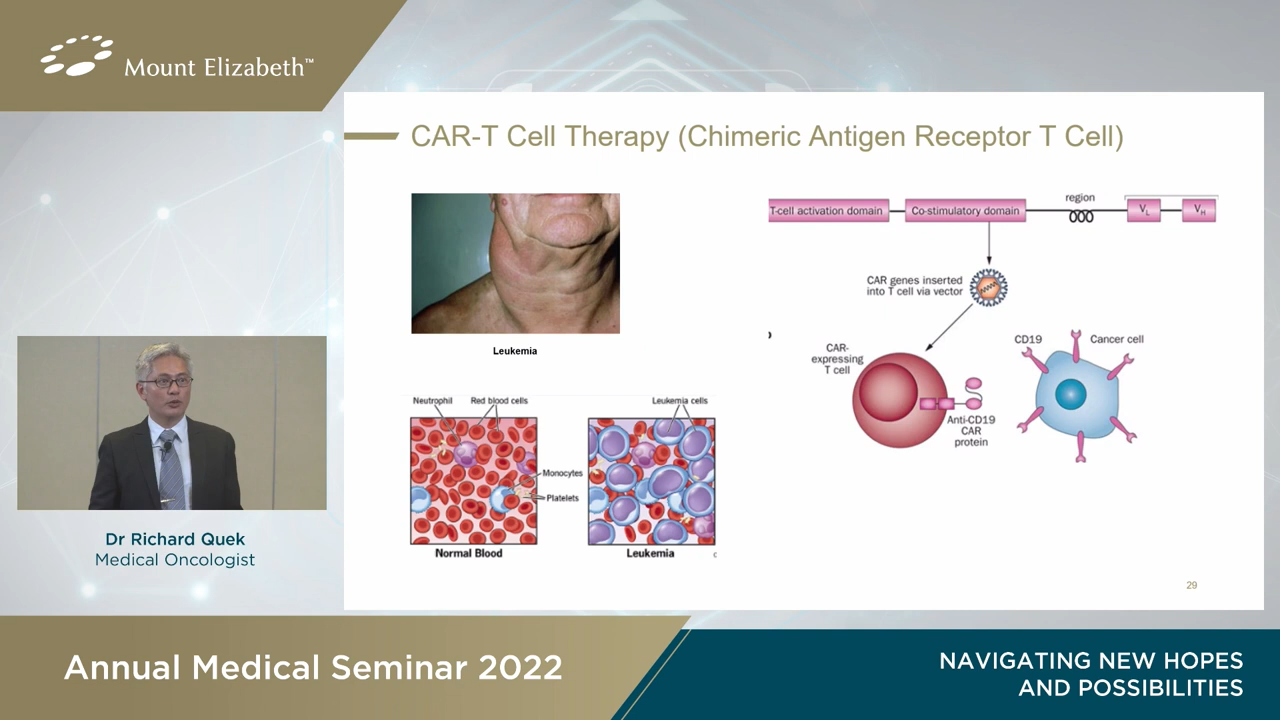 Mount Elizabeth™
CAR-T Cell Therapy (Chimeric Antigen Receptor T Cell)
Leukemia
Neutrophil
Red blood cells
Monocytes
Platelets
Normal Blood
Leukemia cells
Leukemia
T-cell activation domain
Co-stimulatory domain
region
VL
VH
CAR genes inserted
into T cell via vector
CAR-
expressing
T cell
Anti-CD19
CAR
protein
CD19
Cancer cell
29
Dr Richard Quek
Medical Oncologist
Annual Medical Seminar 2022
NAVIGATING NEW HOPES
AND POSSIBILITIES